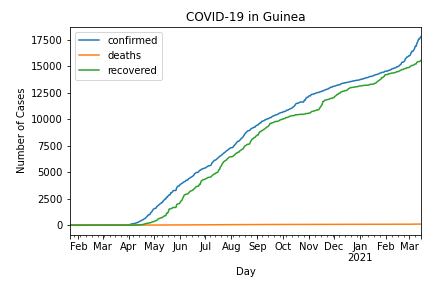 COVID-19 in Guinea
confirmed
deaths
recovered
17500
15000
12500
10000
7500
5000
2500
0
Number of Cases
Feb Mar Apr May Jun Jul Aug Sep Oct Nov Dec Jan Feb Mar
2021
Day